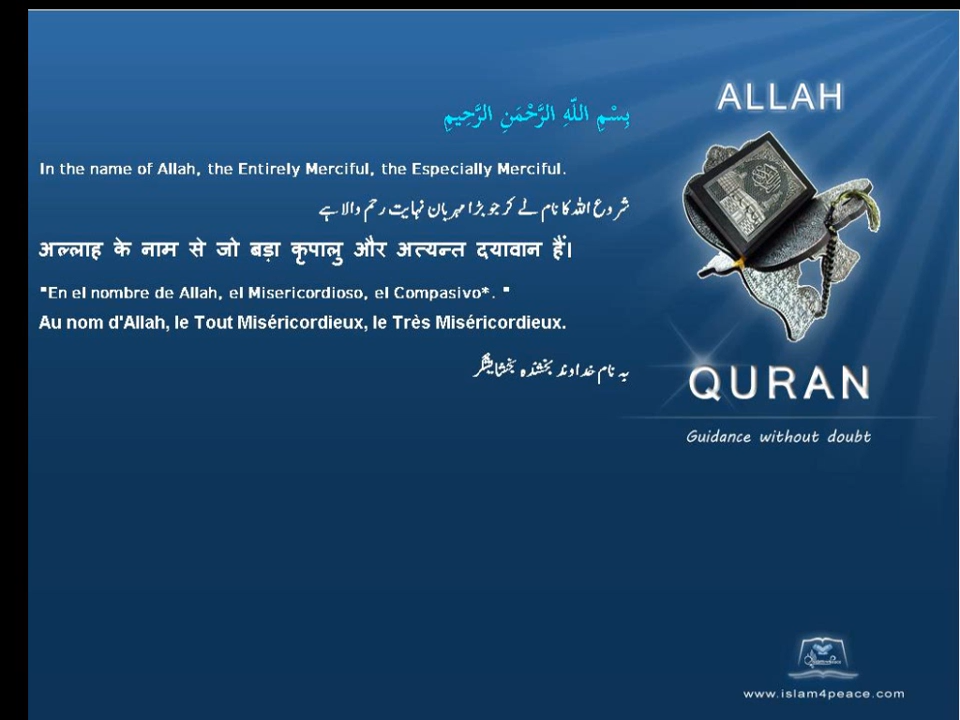 بِسْمِ اللَّهِ الرَّحْمَنِ الرَّحِيمِ
In the name of Allah, the Entirely Merciful, the Especially Merciful.
شروع الله کا نام لے کر جو بڑا مہربان نہایت رحم والا ہے
अल्लाह के नाम से जो बड़ा कृपालु और अत्यन्त दयावान हैं।
"En el nombre de Allah, el Misericordioso, el Compasivo*. "
Au nom d'Allah, le Tout Miséricordieux, le Très Miséricordieux.
به نام خداوند بخشنده بخشایشگر
ALLAH
QURAN
Guidance without doubt
www.islam4peace.com